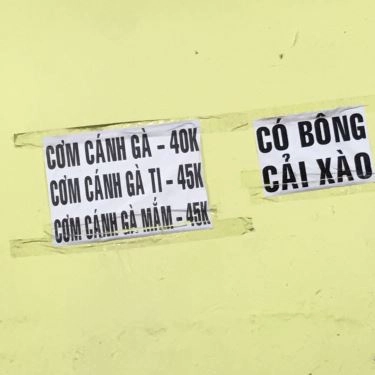 CƠM CÁNH GÀ - 40K
CƠM CÁNH GÀ TI - 45K
CƠM CÁNH GÀ MẮM - 45K
CÓ BÔNG
CẢI XÀO